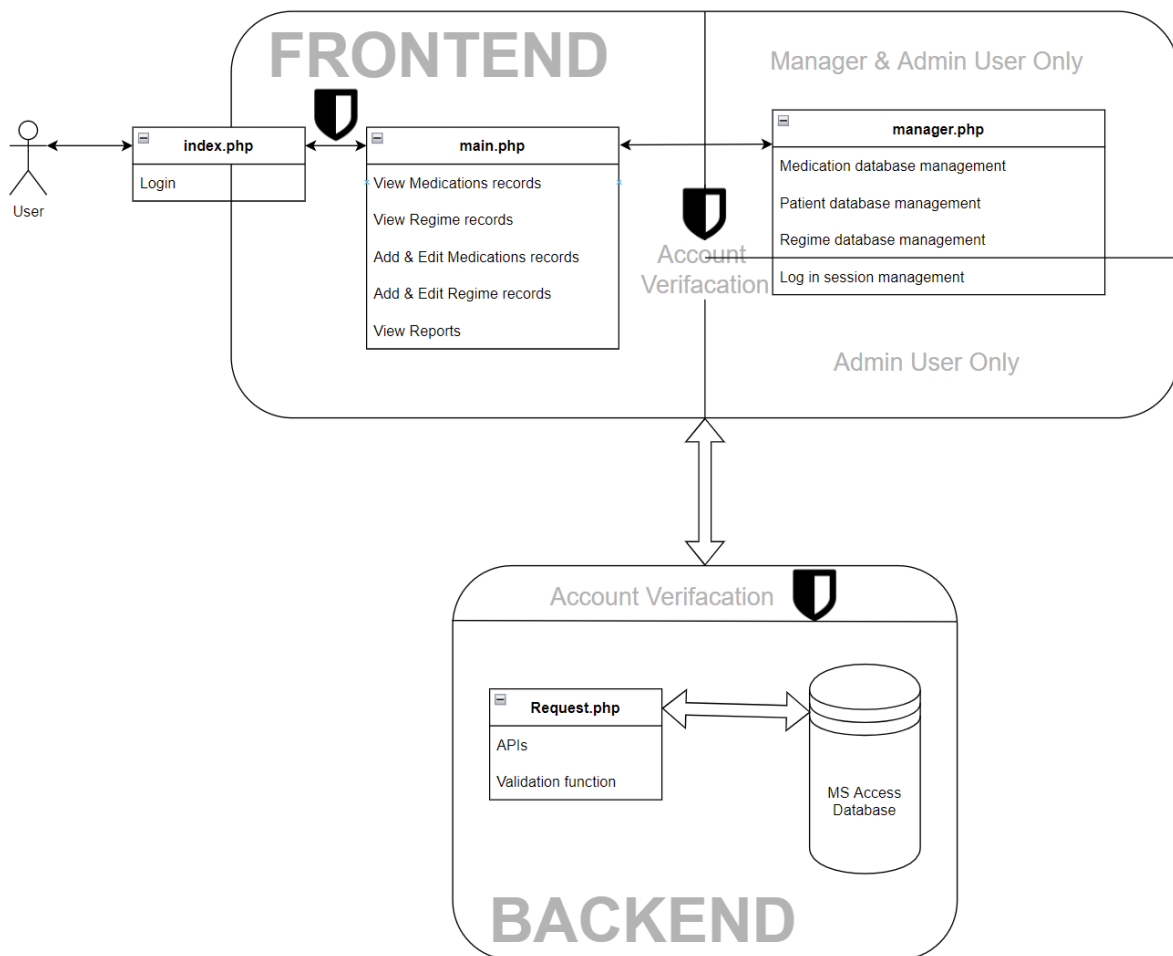 FRONTEND
Manager & Admin User Only
User
index.php
Login
main.php
View Medications records
View Regime records
Add & Edit Medications records
Add & Edit Regime records
View Reports
Account
Verifacation
manager.php
Medication database management
Patient database management
Regime database management
Log in session management
Admin User Only
Account Verifacation
Request.php
APIs
Validation function
MS Access
Database
BACKEND